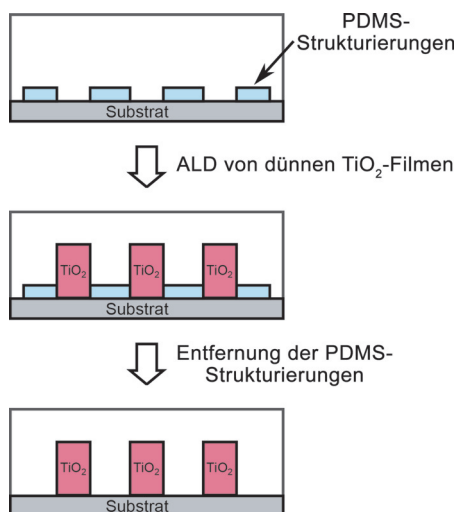 PDMS-
Strukturierungen
Substrat
ALD von dünnen TiO₂-Filmen
TiO₂ TiO₂ TiO₂
Substrat
Entfernung der PDMS-
Strukturierungen
TiO₂ TiO₂ TiO₂
Substrat